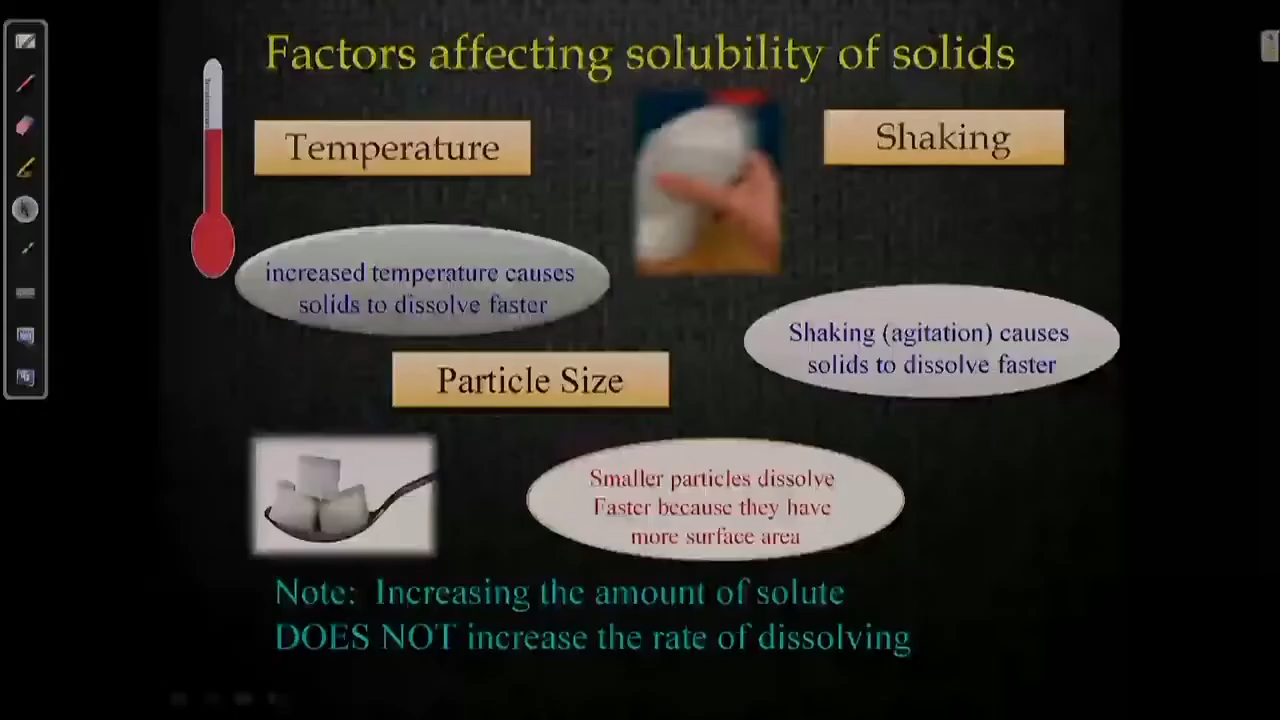 Factors affecting solubility of solids
Temperature
Shaking
increased temperature causes
solids to dissolve faster
Shaking (agitation) causes
solids to dissolve faster
Particle Size
Smaller particles dissolve
Faster because they have
more surface area
Note: Increasing the amount of solute
DOES NOT increase the rate of dissolving